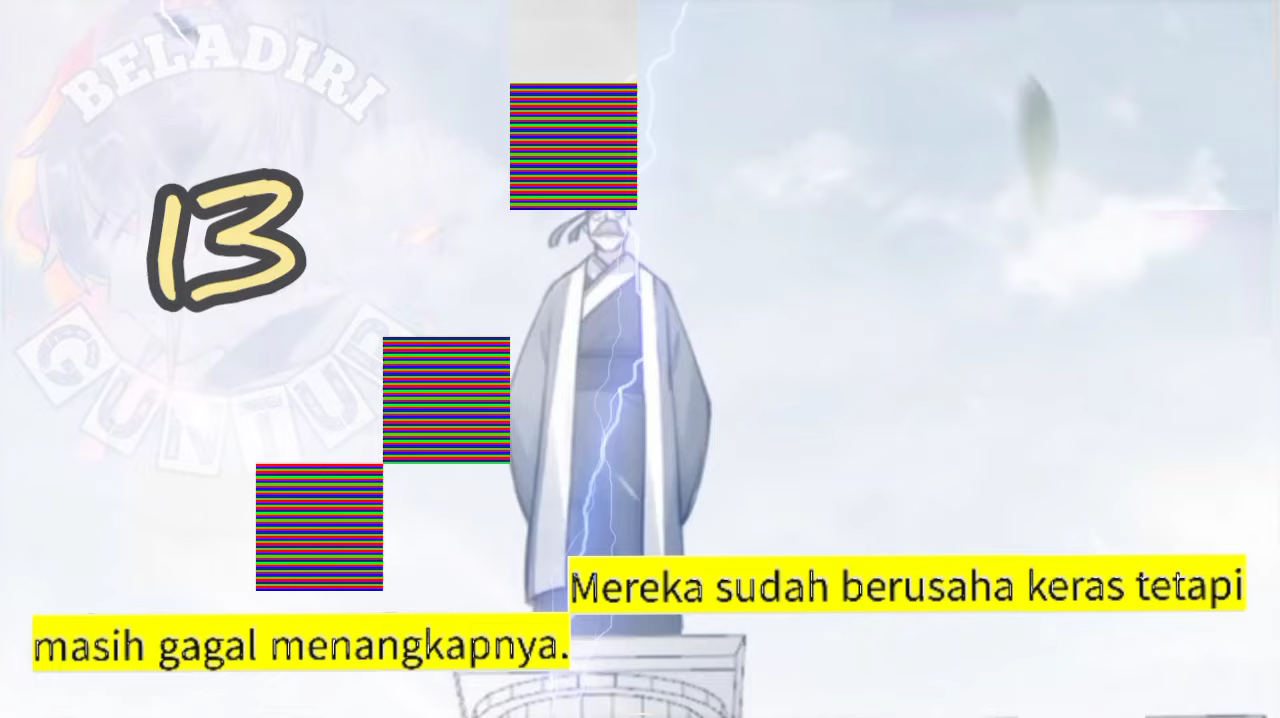 BELADIRI
13
GUNTUR
Mereka sudah berusaha keras tetapi
masih gagal menangkapnya.